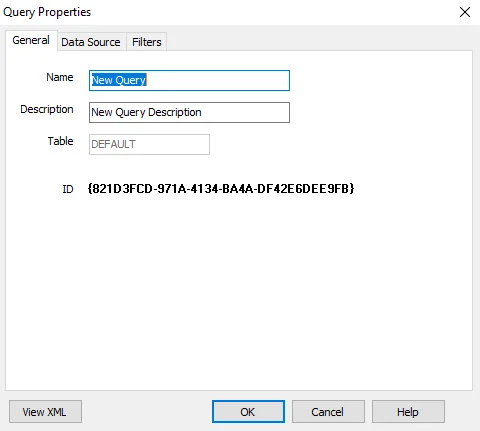 Query Properties
General Data Source Filters
Name New Query
Description New Query Description
Table DEFAULT
ID {821D3FCD-971A-4134-BA4A-DF42E6DEE9FB}
View XML OK Cancel Help